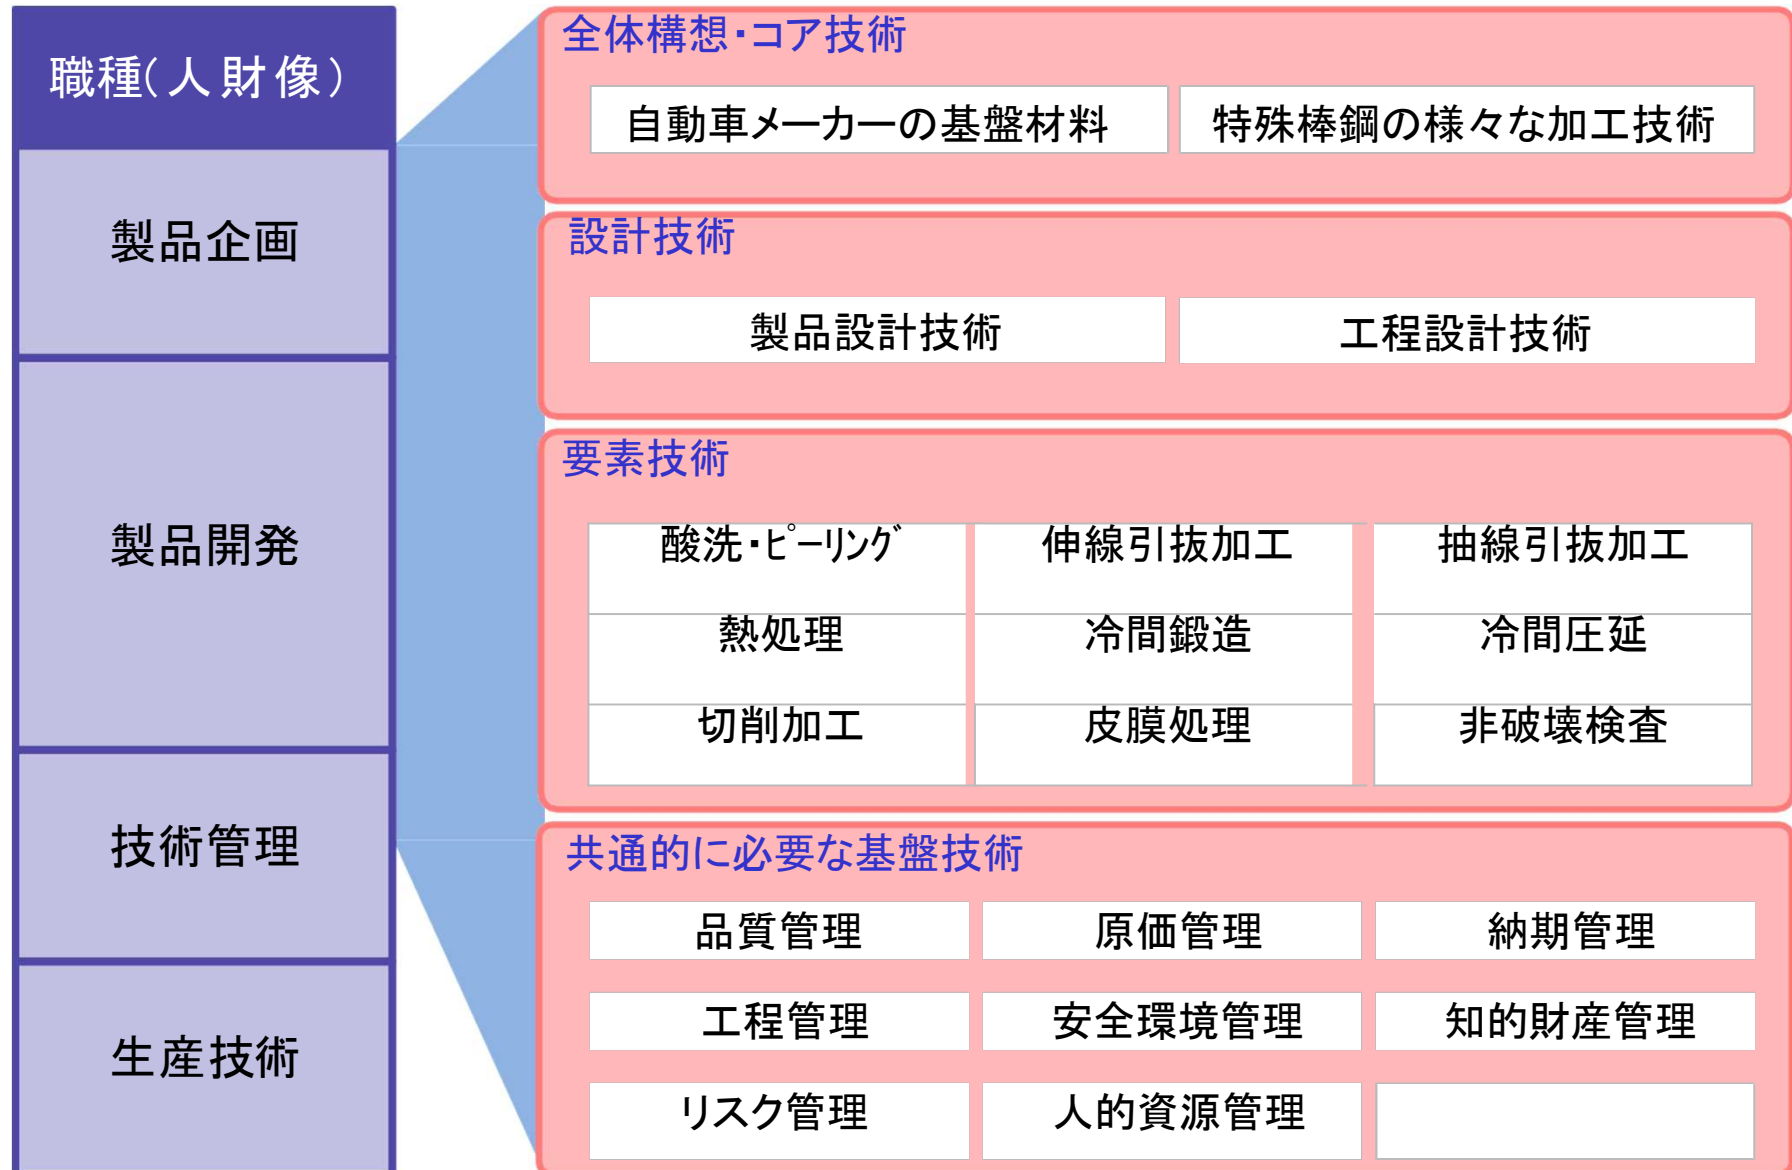 職種(人財像)
製品企画
製品開発
技術管理
生産技術
全体構想・コア技術
自動車メーカーの基盤材料 特殊棒鋼の様々な加工技術
設計技術
製品設計技術 工程設計技術
要素技術
酸洗・ピーリング 伸線引抜加工 抽線引抜加工
熱処理 冷間鍛造 冷間圧延
切削加工 皮膜処理 非破壊検査
共通的に必要な基盤技術
品質管理 原価管理 納期管理
工程管理 安全環境管理 知的財産管理
リスク管理 人的資源管理